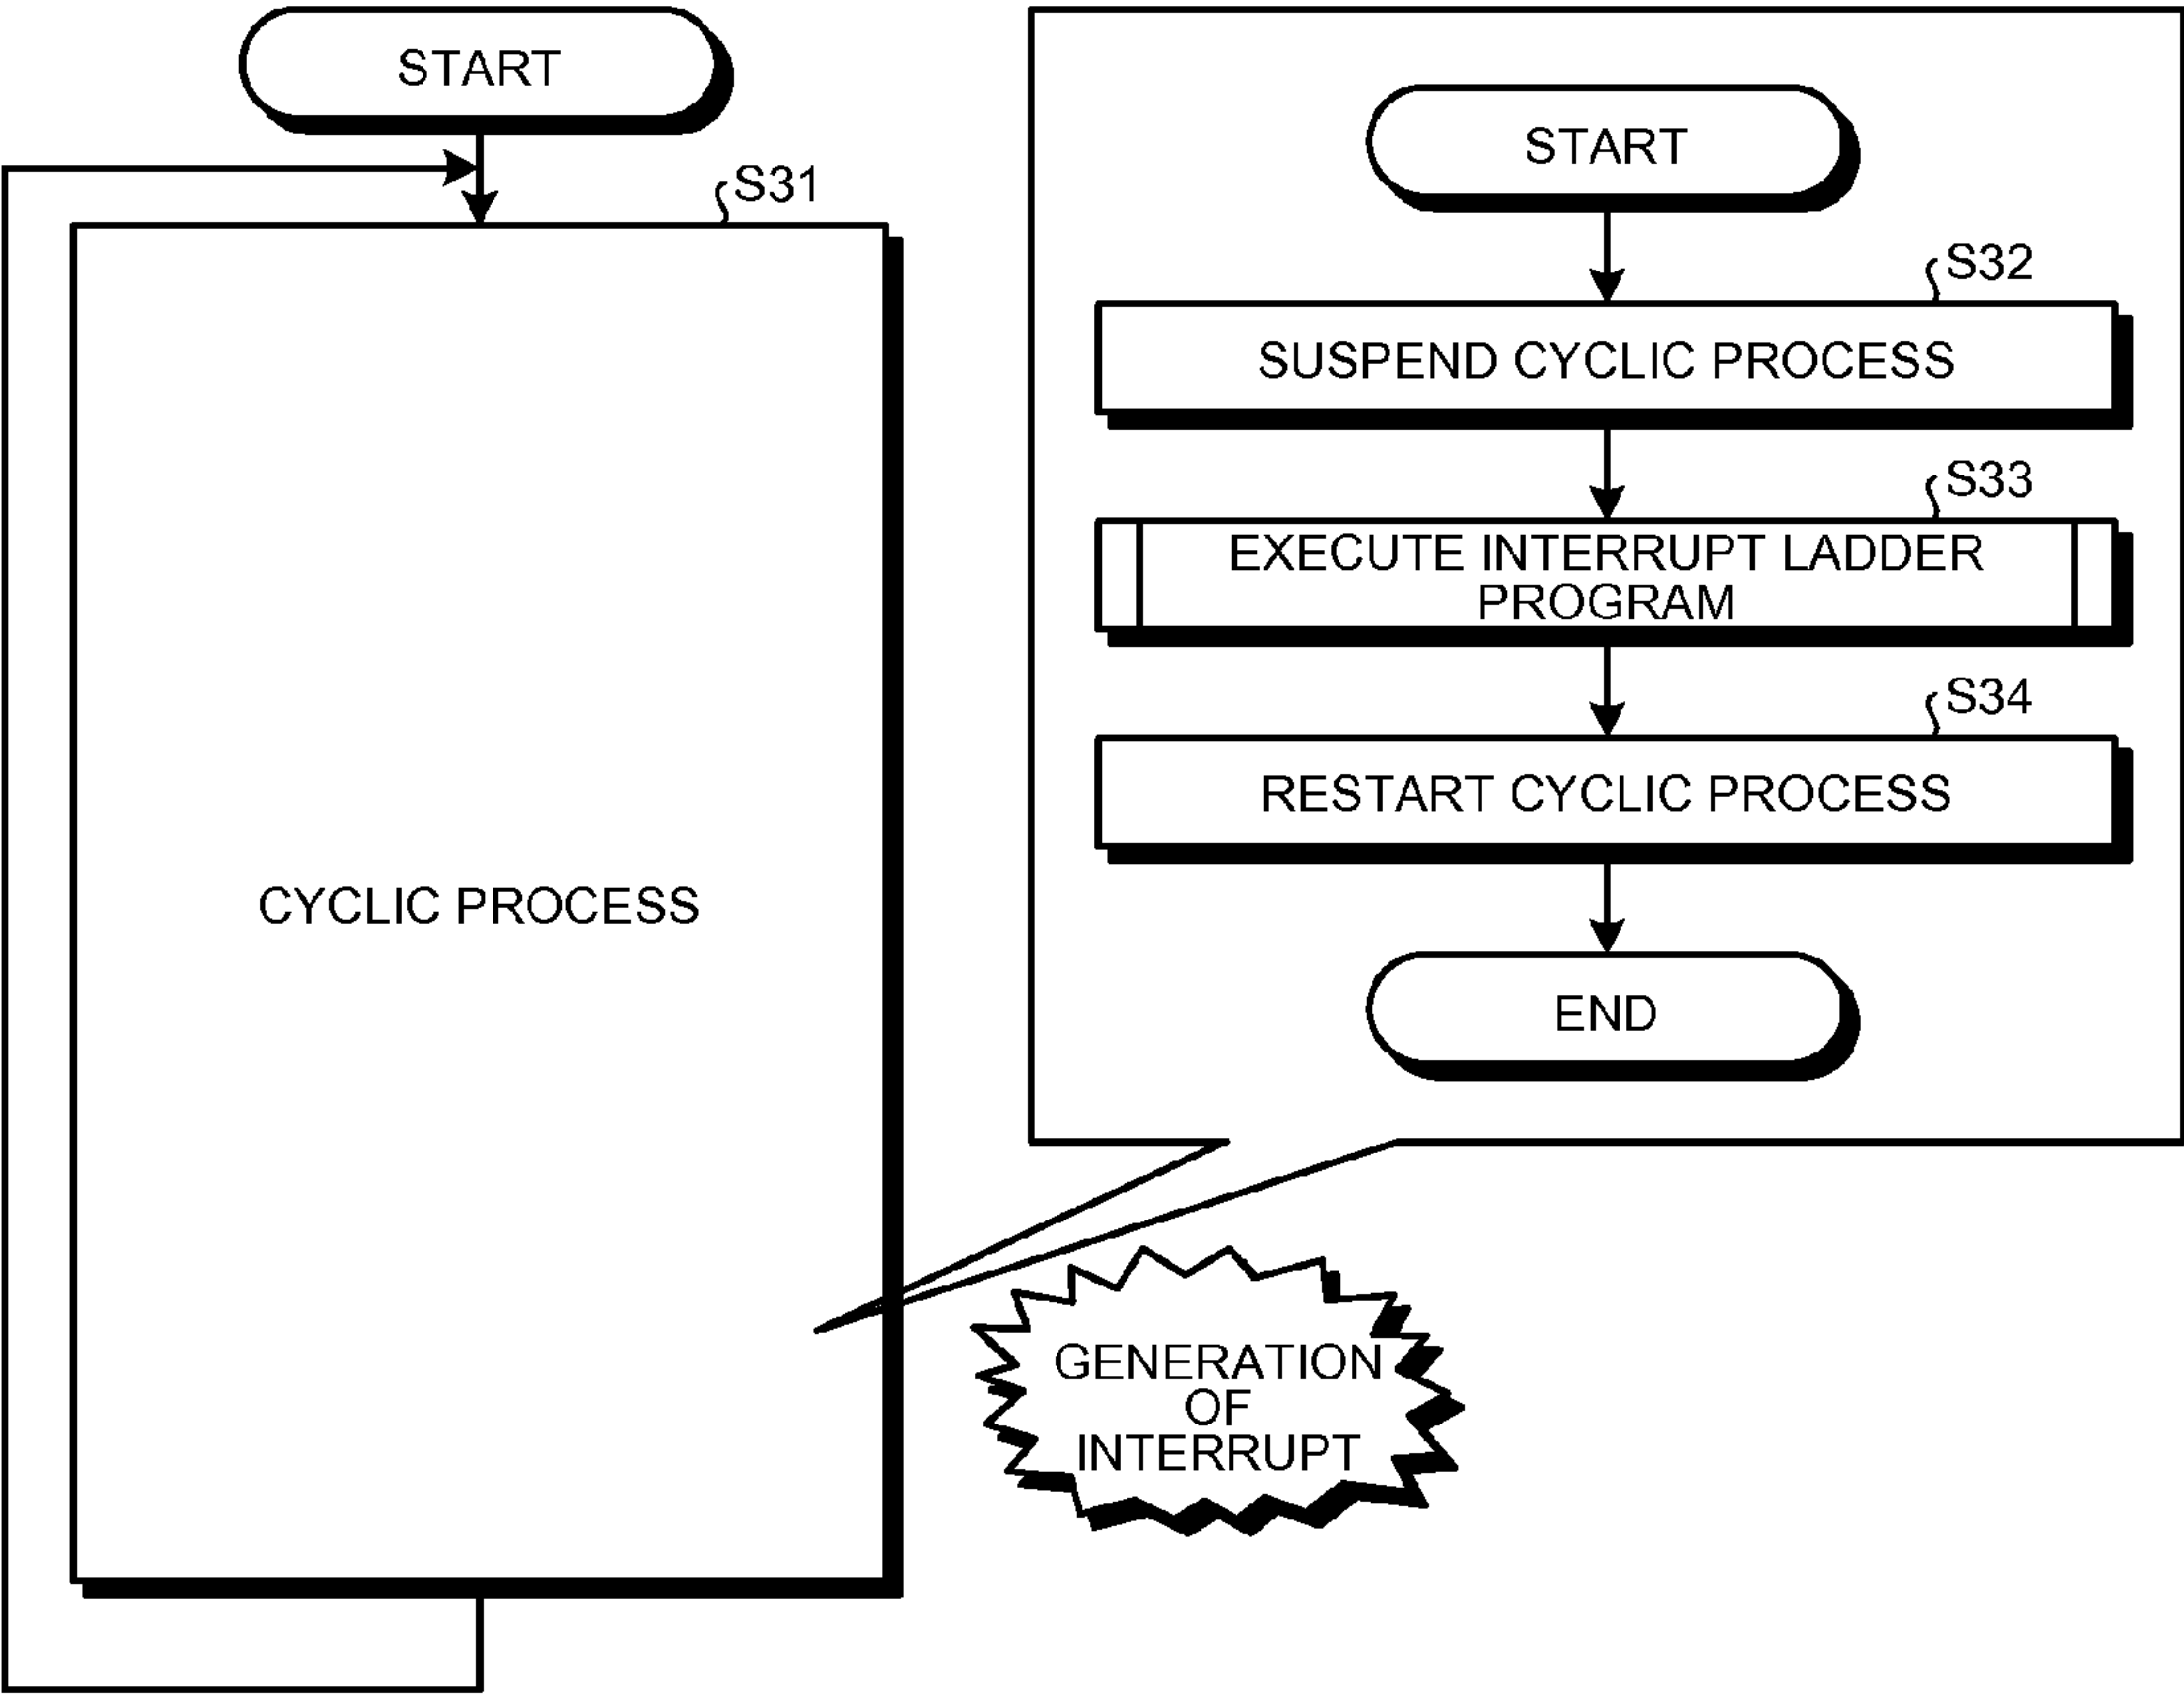 START
S31
CYCLIC PROCESS
START
S32
SUSPEND CYCLIC PROCESS
S33
EXECUTE INTERRUPT LADDER
PROGRAM
S34
RESTART CYCLIC PROCESS
END
GENERATION
OF
INTERRUPT